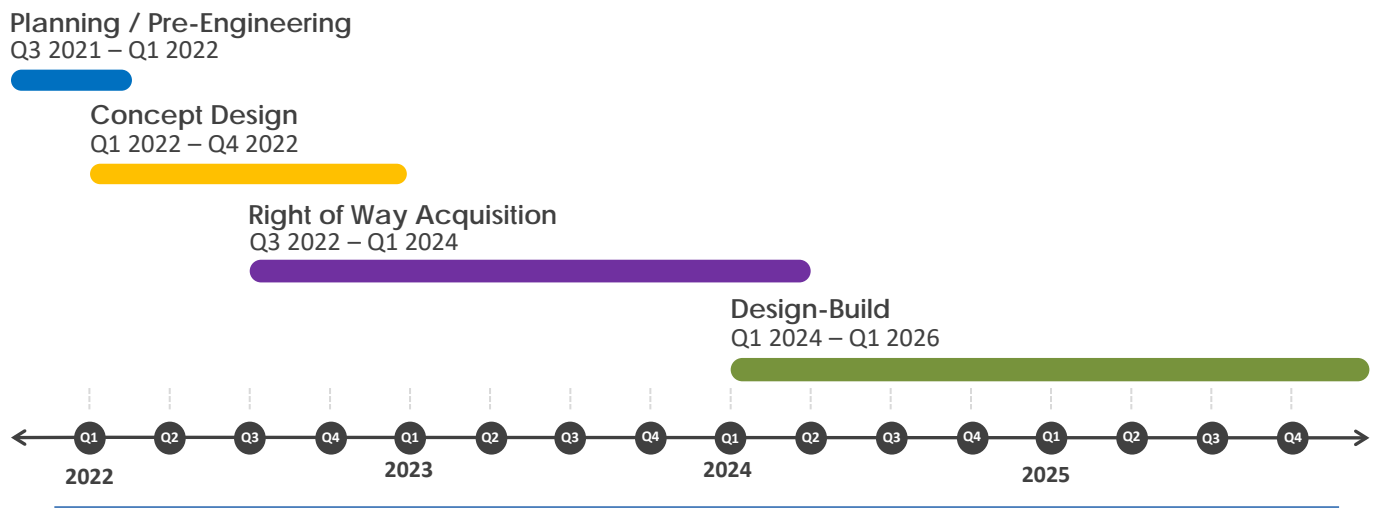 Planning / Pre-Engineering
Q3 2021 – Q1 2022
Concept Design
Q1 2022 – Q4 2022
Right of Way Acquisition
Q3 2022 – Q1 2024
Design-Build
Q1 2024 – Q1 2026
Q1 Q2 Q3 Q4 Q1 Q2 Q3 Q4 Q1 Q2 Q3 Q4 Q1 Q2 Q3 Q4
2022 2023 2024 2025